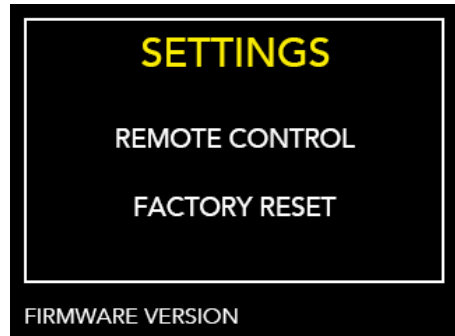 SETTINGS
REMOTE CONTROL
FACTORY RESET
FIRMWARE VERSION